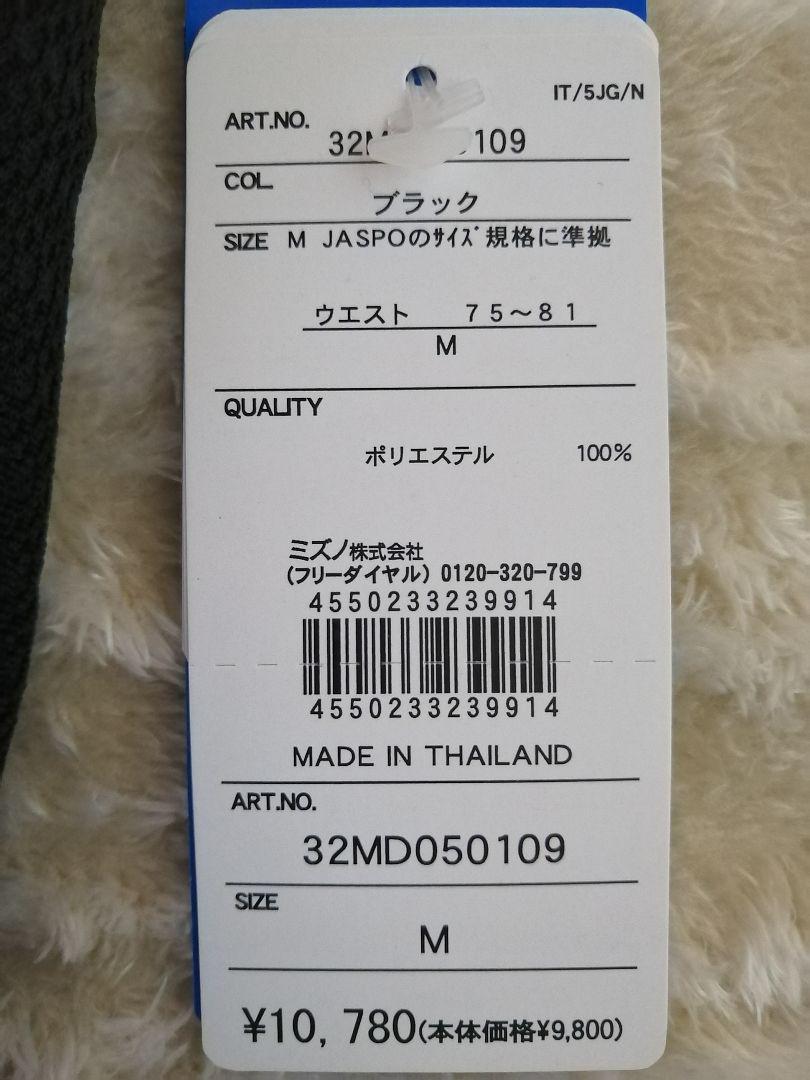 IT/5JG/N
ART.NO.
32M 109
COL.
ブラック
SIZE M JASPOのｻｲｽﾞ規格に準拠
ウエスト 75～81
M
QUALITY
ポリエステル 100%
ミズノ株式会社
(フリーダイヤル) 0120-320-799
4550233239914
4550233239914
MADE IN THAILAND
ART.NO.
32MD050109
SIZE
M
¥10,780(本体価格¥9,800)